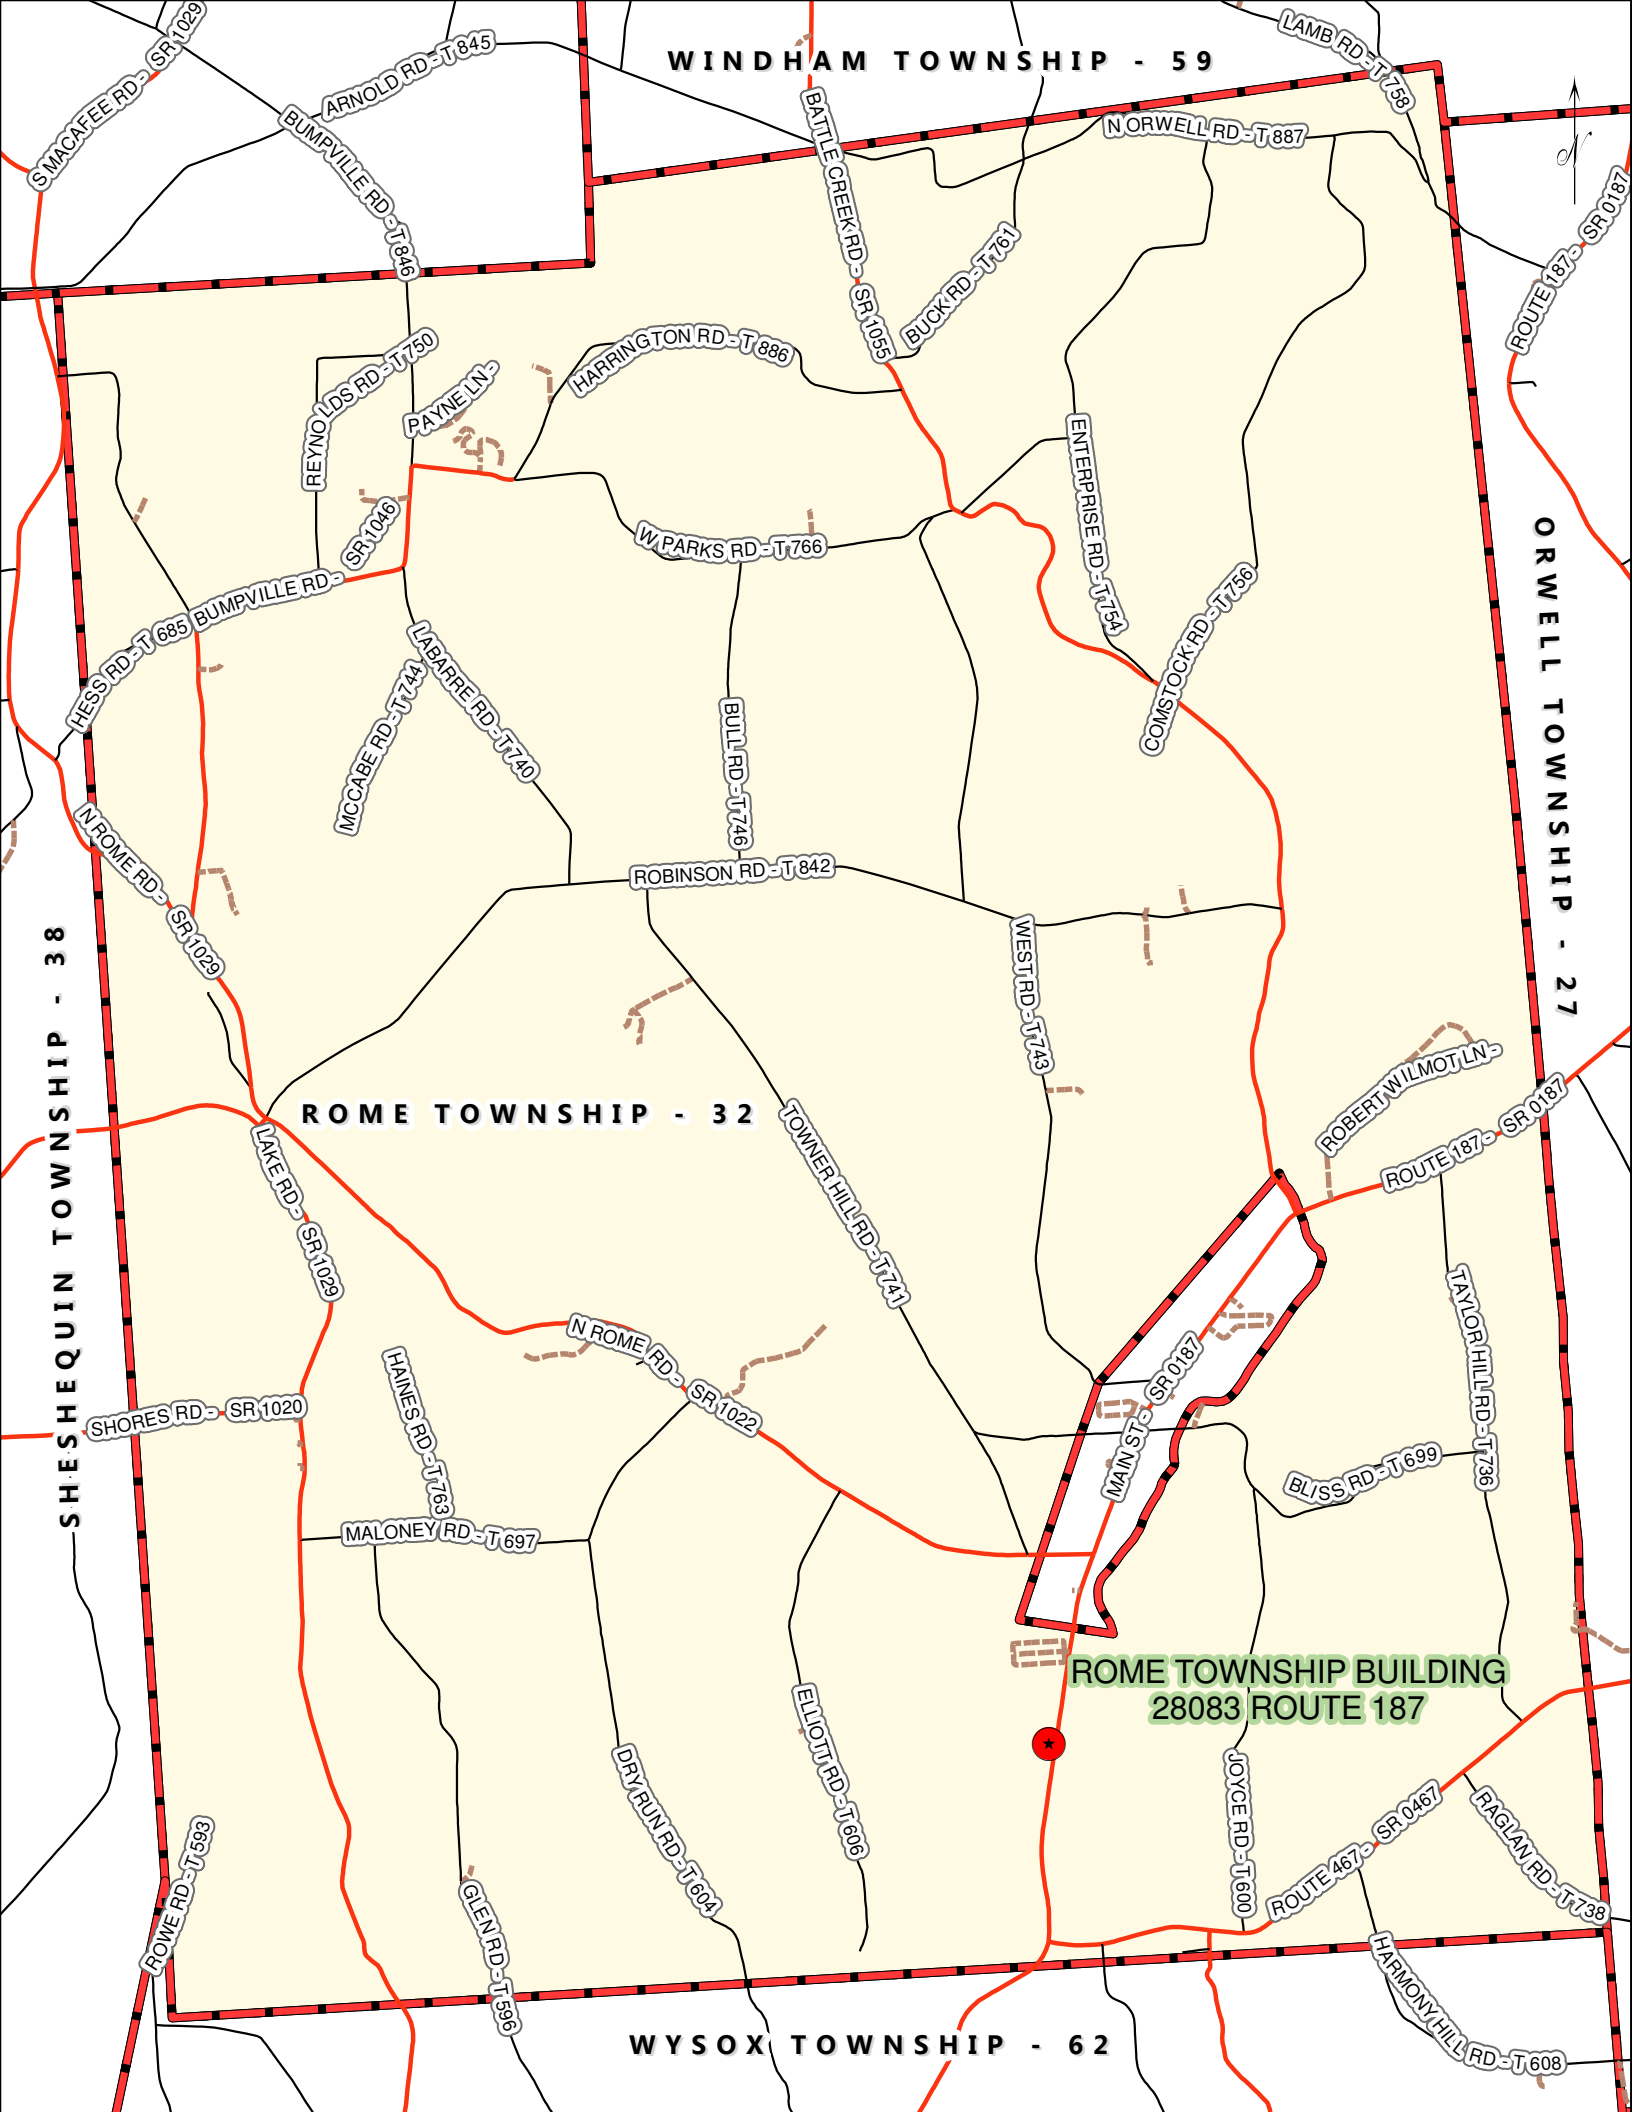 S MACAFEE RD - SR 1029
ARNOLD RD - T 845
BUMPVILLE RD - T 846
WINDHAM TOWNSHIP - 59
LAMB RD - T 758
N ORWELL RD - T 887
N
BATTLE CREEK RD - SR 1055
BUCK RD - T 761
ROUTE 187 - SR 0187
REYNOLDS RD - T 750
PAYNE LN -
HARRINGTON RD - T 886
SR 1046
W PARKS RD - T 766
ENTERPRISE RD - T 754
COMSTOCK RD - T 756
ORWELL TOWNSHIP - 27
HESS RD - T 685
BUMPVILLE RD -
MCCABE RD - T 744
LABARRE RD - T 740
BULL RD - T 746
N ROME RD - SR 1029
ROBINSON RD - T 842
WEST RD - T 743
SHESHEQUIN TOWNSHIP - 38
ROME TOWNSHIP - 32
LAKE RD - SR 1029
TOWNER HILL RD - T 741
ROBERT WILMOT LN -
ROUTE 187 - SR 0187
N ROME RD - SR 1022
MAIN ST - SR 0187
TAYLOR HILL RD - T 736
SHORES RD - SR 1020
HAINES RD - T 763
BLISS RD - T 699
MALONEY RD - T 697
ROME TOWNSHIP BUILDING
28083 ROUTE 187
ELLIOTT RD - T 606
DRY RUN RD - T 604
JOYCE RD - T 600
ROUTE 467 - SR 0467
RAGLAN RD - T 738
ROWE RD - T 593
GLEN RD - T 596
HARMONY HILL RD - T 608
WYSOX TOWNSHIP - 62